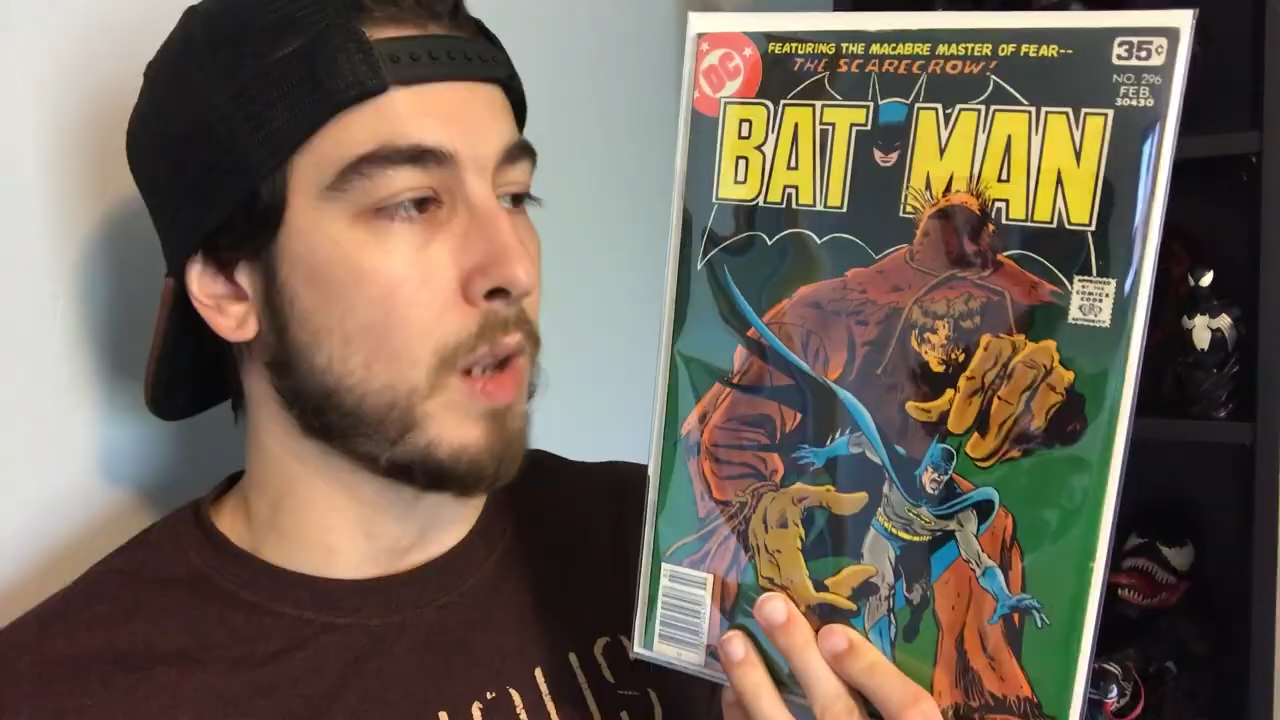 DC
FEATURING THE MACABRE MASTER OF FEAR--
THE SCARECROW!
35¢
NO. 296
FEB.
30430
BATMAN
APPROVED
BY THE
COMICS
CODE
AUTHORITY